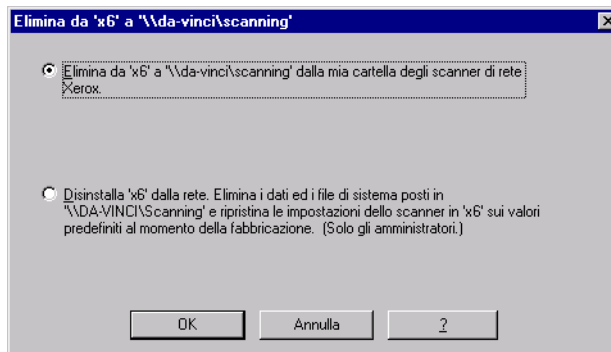 Elimina da 'x6' a '\\da-vinci\scanning'
Elimina da 'x6' a '\\da-vinci\scanning' dalla mia cartella degli scanner di rete
Xerox.
Disinstalla 'x6' dalla rete. Elimina i dati ed i file di sistema posti in
'\\DA-VINCI\Scanning' e ripristina le impostazioni dello scanner in 'x6' sui valori
predefiniti al momento della fabbricazione. (Solo gli amministratori.)
OK Annulla ?